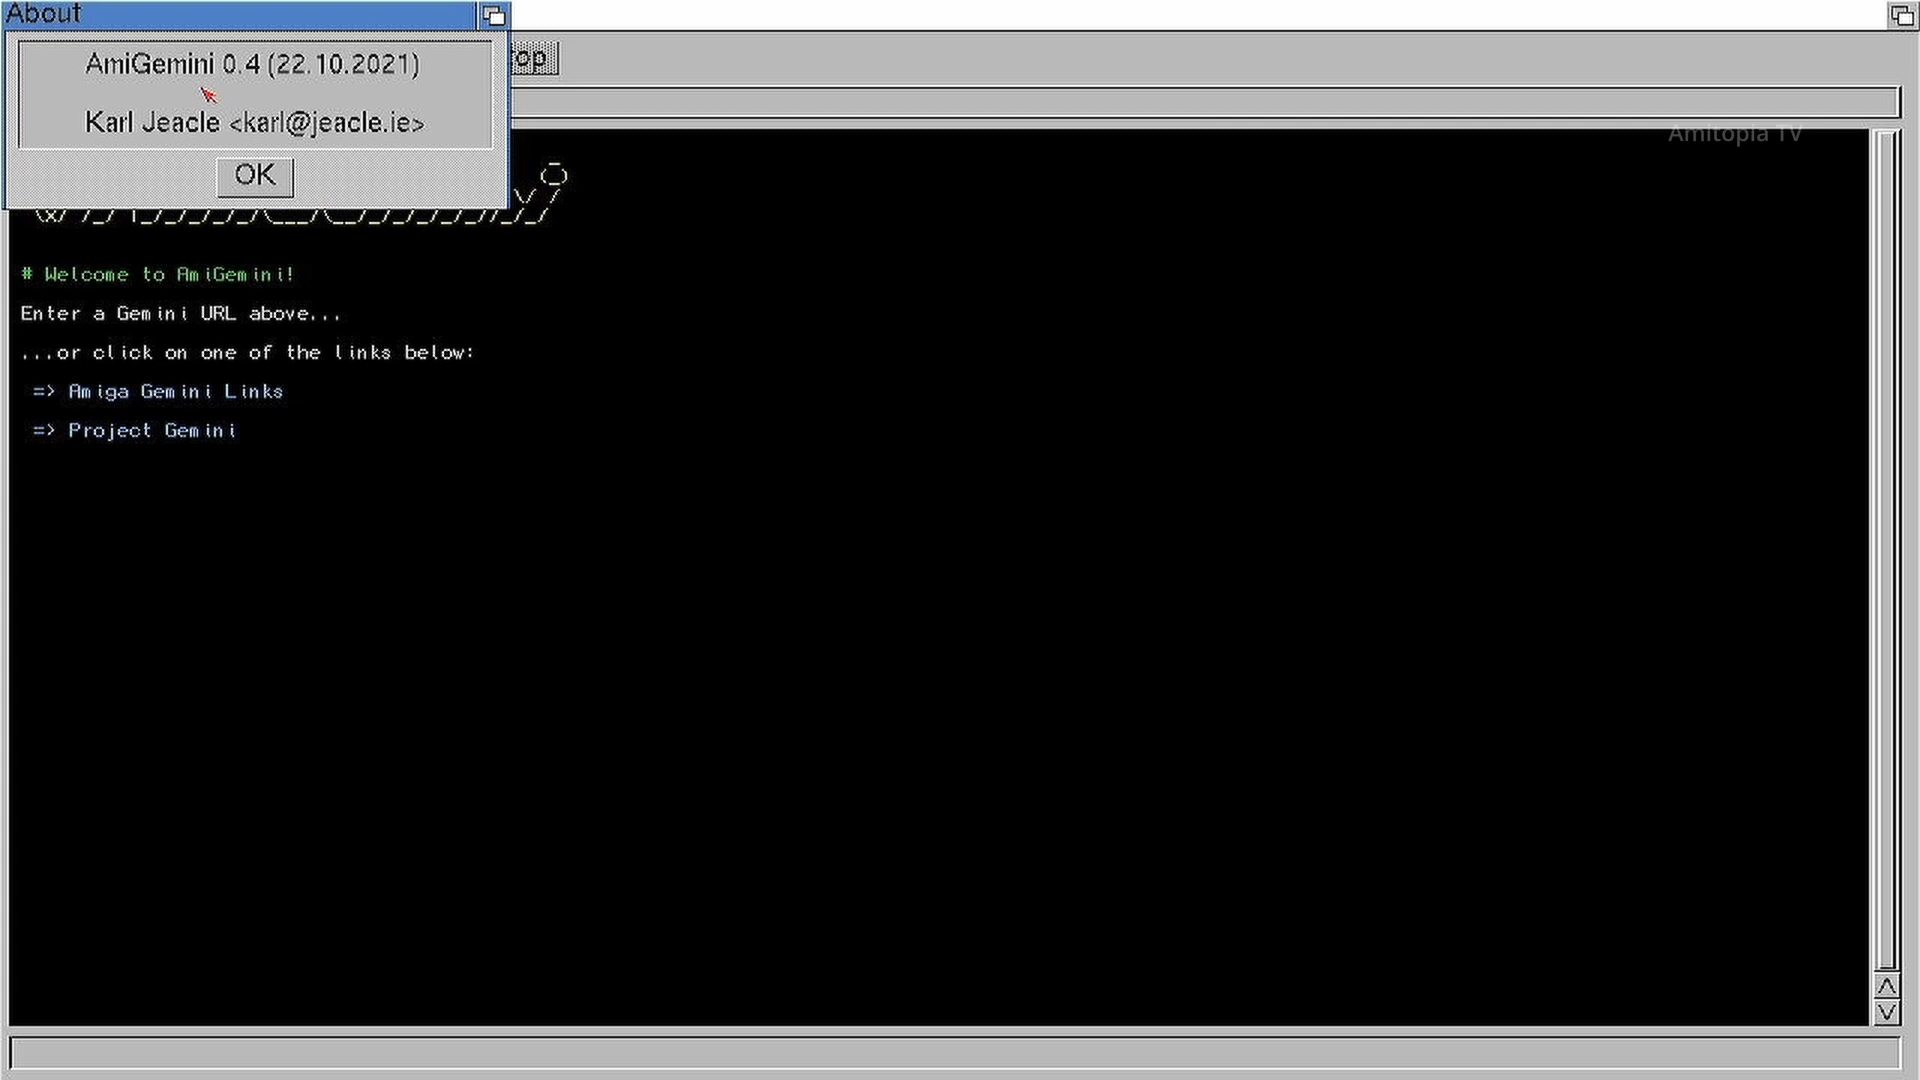 About
AmiGemini 0.4 (22.10.2021)
Karl Jeacle <karl@jeacle.ie>
OK
Amitopia TV
# Welcome to AmiGemini!
Enter a Gemini URL above...
...or click on one of the links below:
=> Amiga Gemini Links
=> Project Gemini